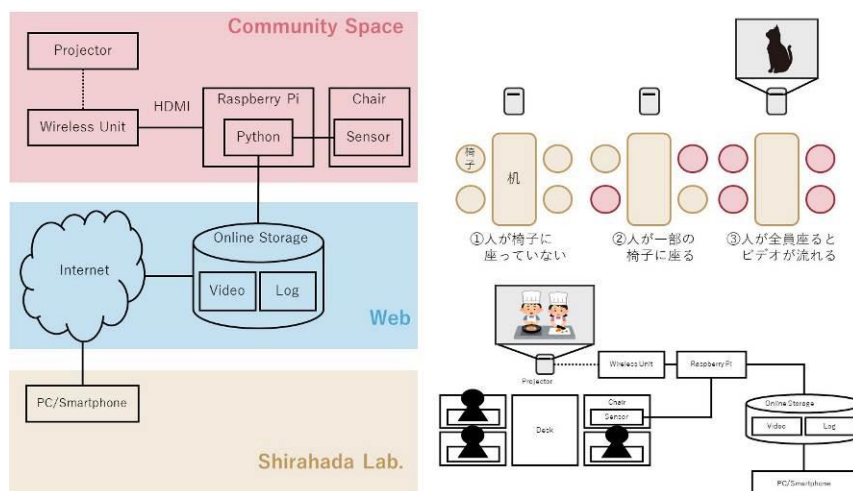 Community Space
Projector
Wireless Unit
HDMI
Raspberry Pi
Python
Chair
Sensor
Internet
Online Storage
Video
Log
Web
PC/Smartphone
Shirahada Lab.
椅子
机
①人が椅子に
座っていない
②人が一部の
椅子に座る
③人が全員座ると
ビデオが流れる
Projector
Wireless Unit
Raspberry Pi
Desk
Chair
Sensor
Online Storage
Video
Log
PC/Smartphone